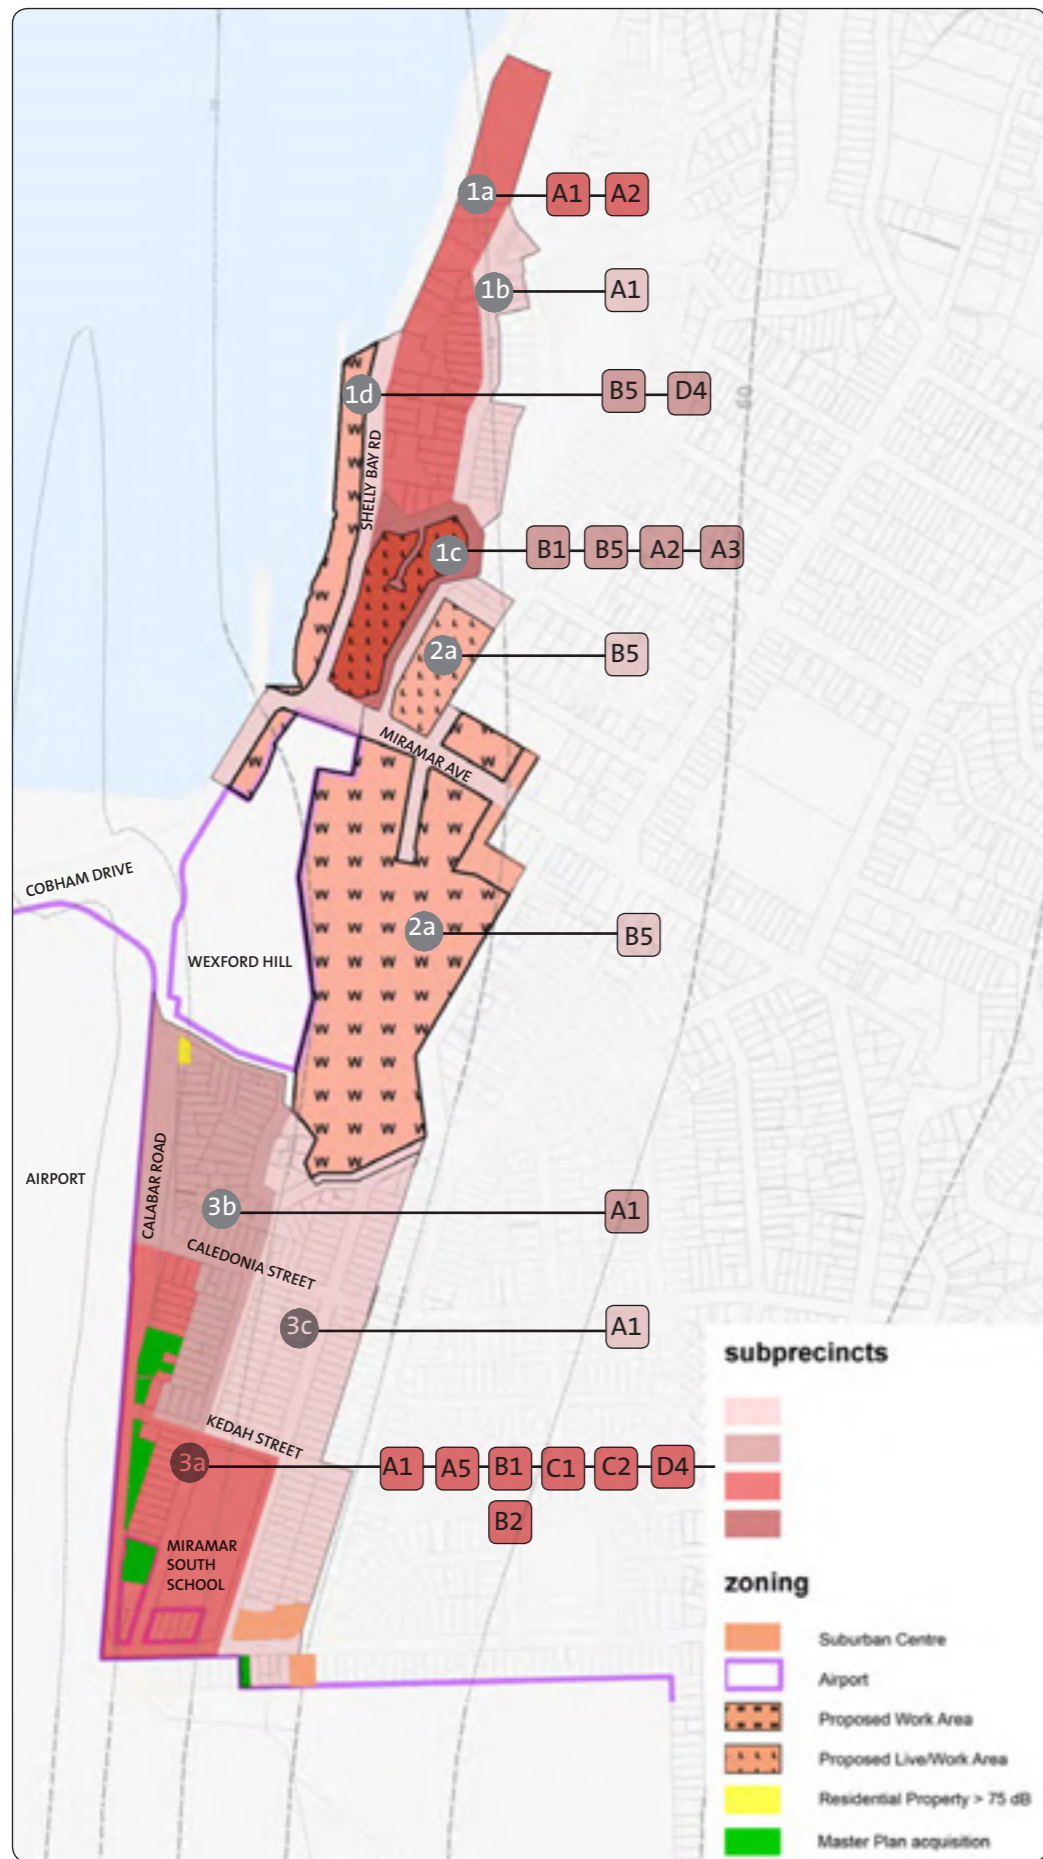 1a A1 A2
1b A1
1d B5 D4
SHELLY BAY RD
1c B1 B5 A2 A3
2a B5
MIRAMAR AVE
COBHAM DRIVE
2a B5
WEXFORD HILL
CALABAR ROAD
AIRPORT
3b A1
CALEDONIA STREET
3c A1
subprecincts
KEDAH STREET
3a A1 A5 B1 C1 C2 D4
B2
MIRAMAR
SOUTH
SCHOOL
zoning
Suburban Centre
Airport
Proposed Work Area
Proposed Live/Work Area
Residential Property > 75 dB
Master Plan acquisition